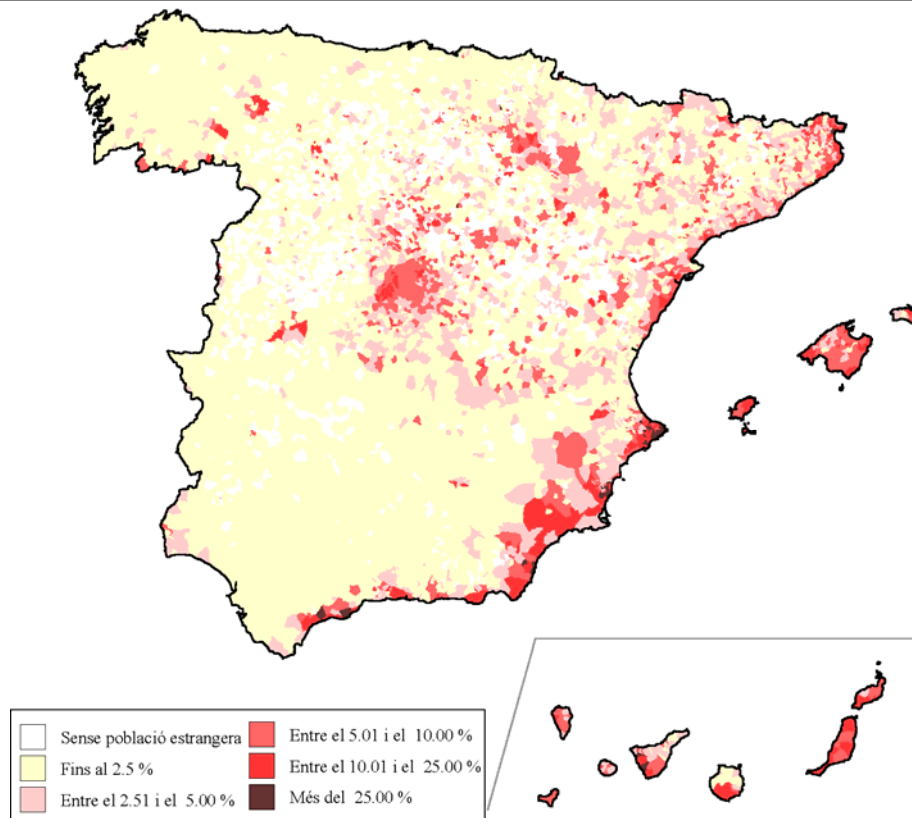 Sense població estrangera
Fins al 2.5 %
Entre el 2.51 i el 5.00 %
Entre el 5.01 i el 10.00 %
Entre el 10.01 i el 25.00 %
Més del 25.00 %